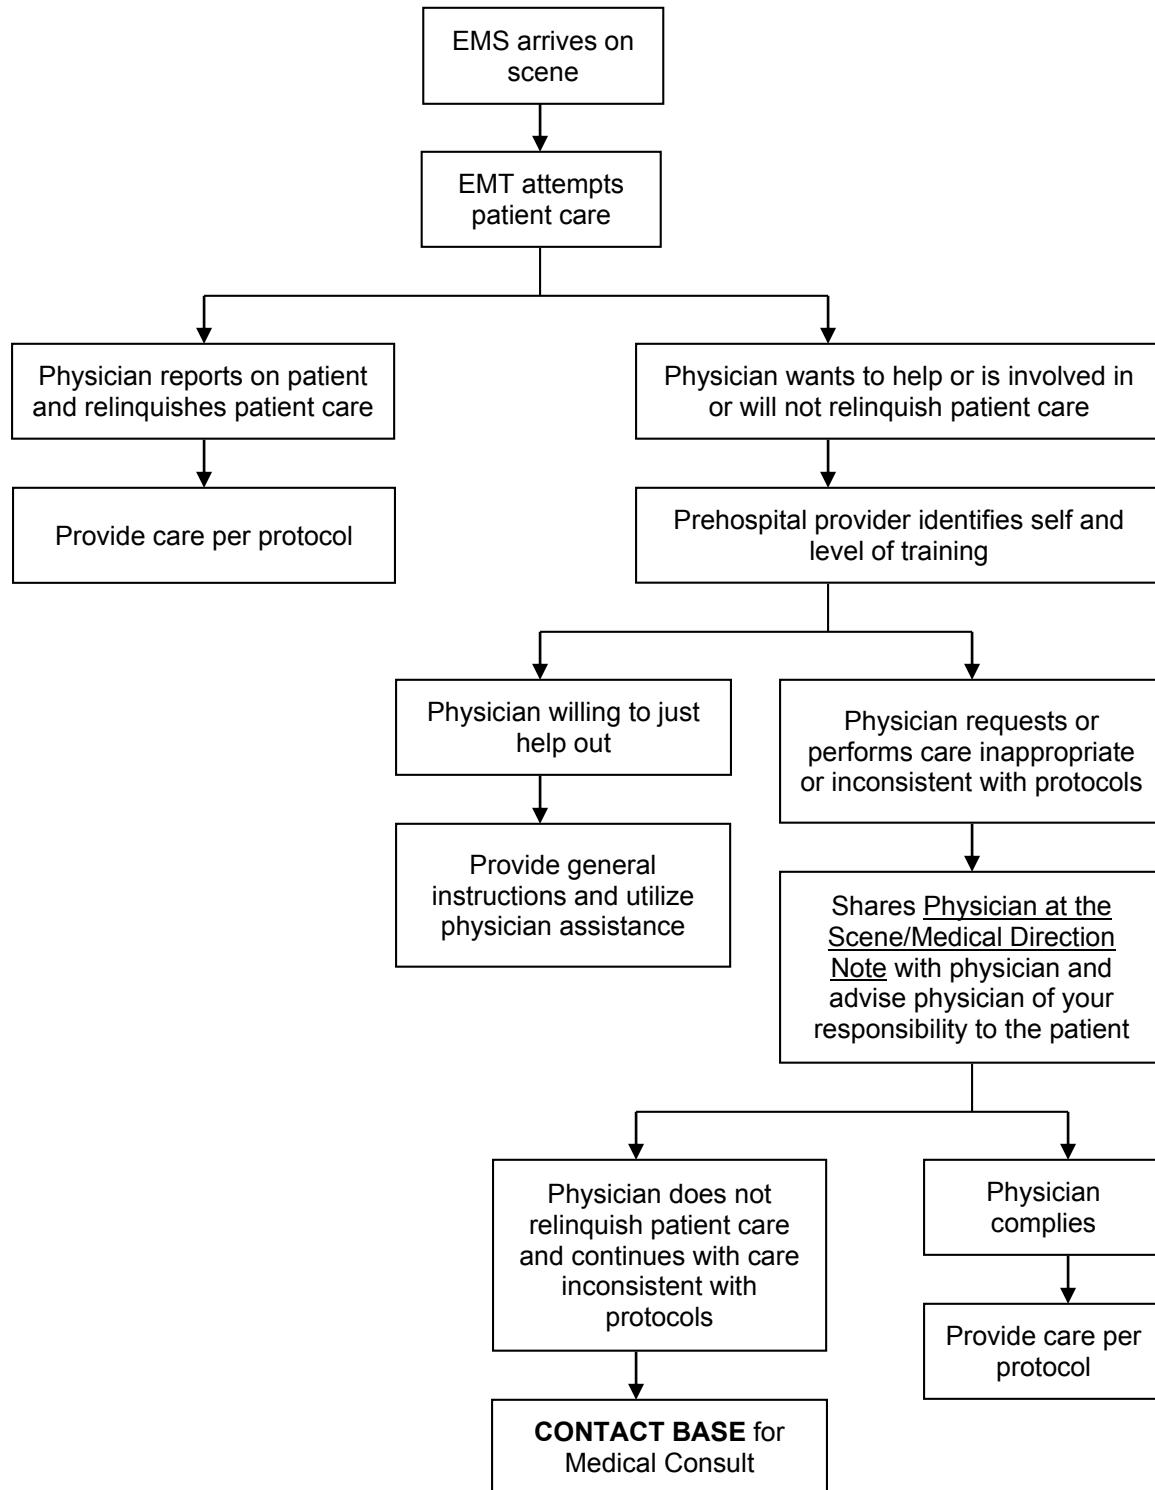 EMS arrives on
scene
EMT attempts
patient care
Physician reports on patient
and relinquishes patient care
Physician wants to help or is involved in
or will not relinquish patient care
Provide care per protocol
Prehospital provider identifies self and
level of training
Physician willing to just
help out
Physician requests or
performs care inappropriate
or inconsistent with protocols
Provide general
instructions and utilize
physician assistance
Shares Physician at the
Scene/Medical Direction
Note with physician and
advise physician of your
responsibility to the patient
Physician does not
relinquish patient care
and continues with care
inconsistent with
protocols
Physician
complies
Provide care per
protocol
CONTACT BASE for
Medical Consult